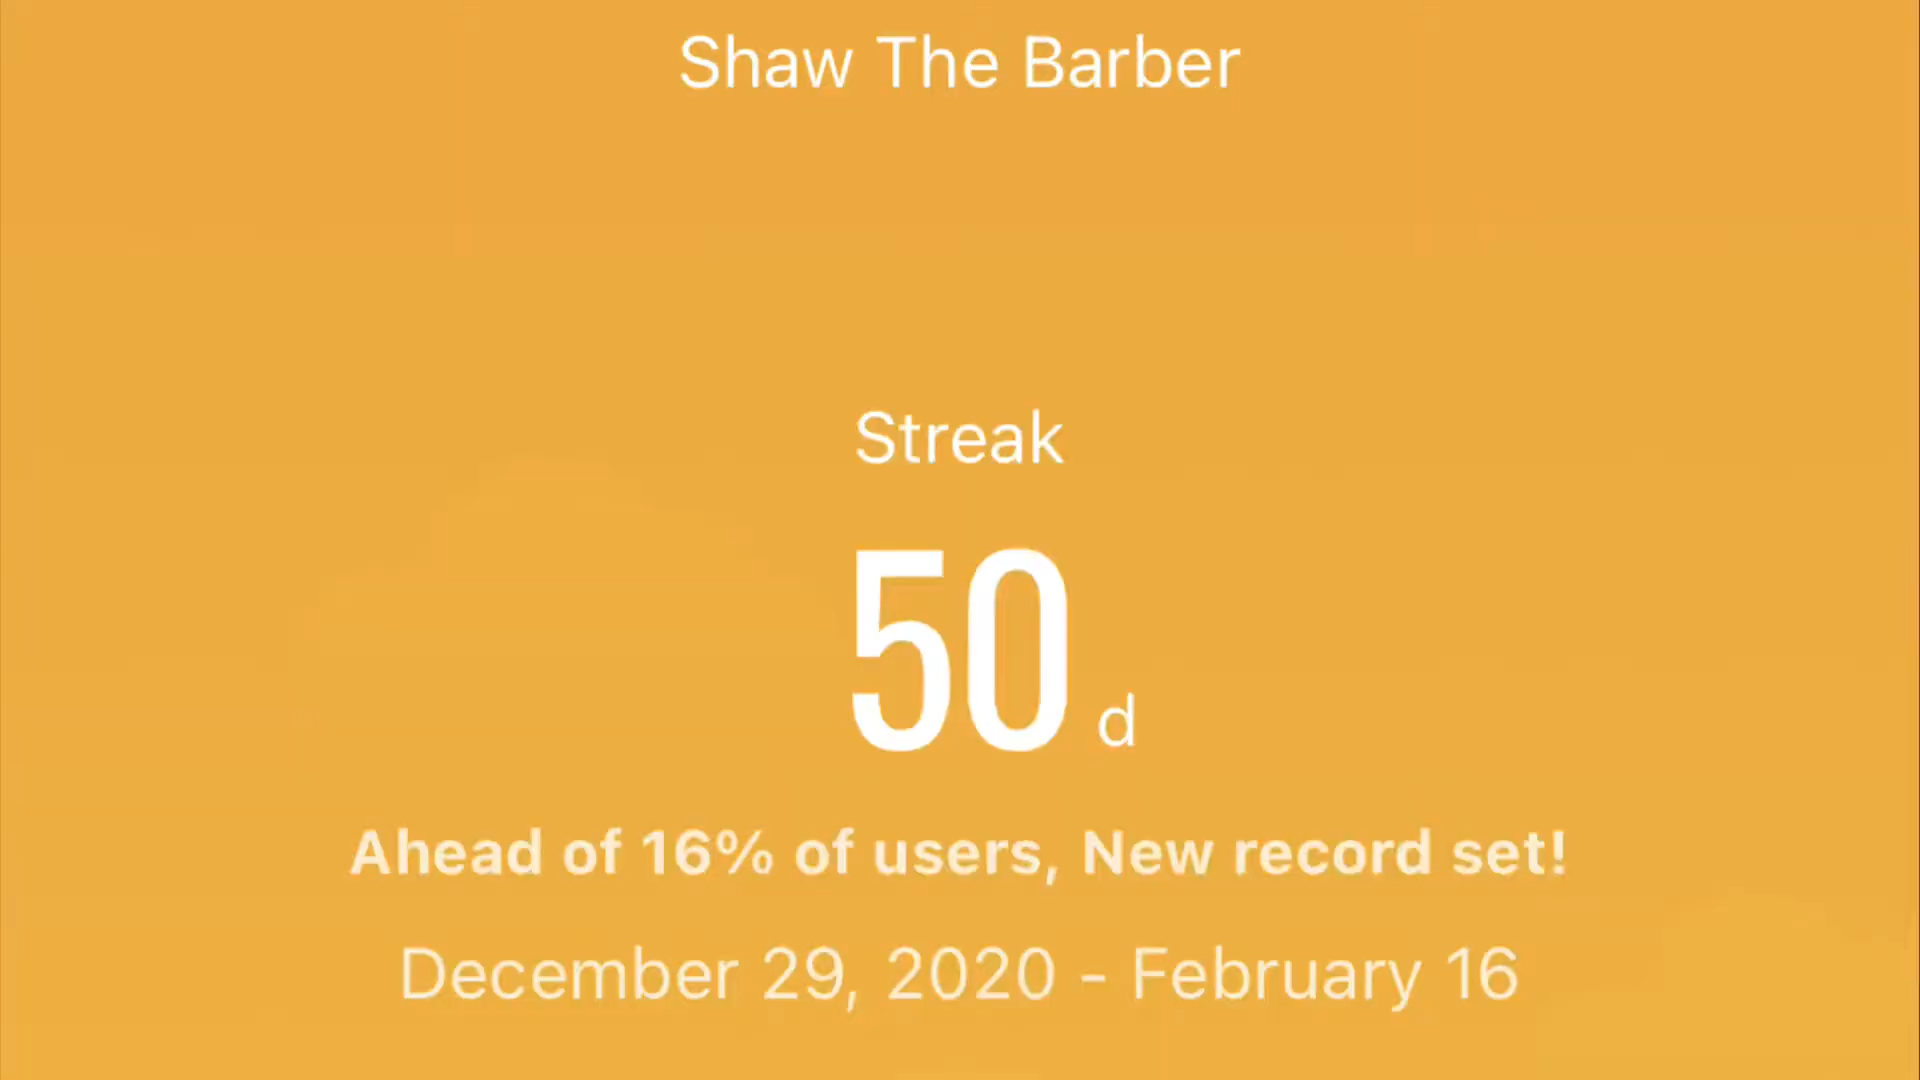 Shaw The Barber
Streak
50 d
Ahead of 16% of users, New record set!
December 29, 2020 - February 16